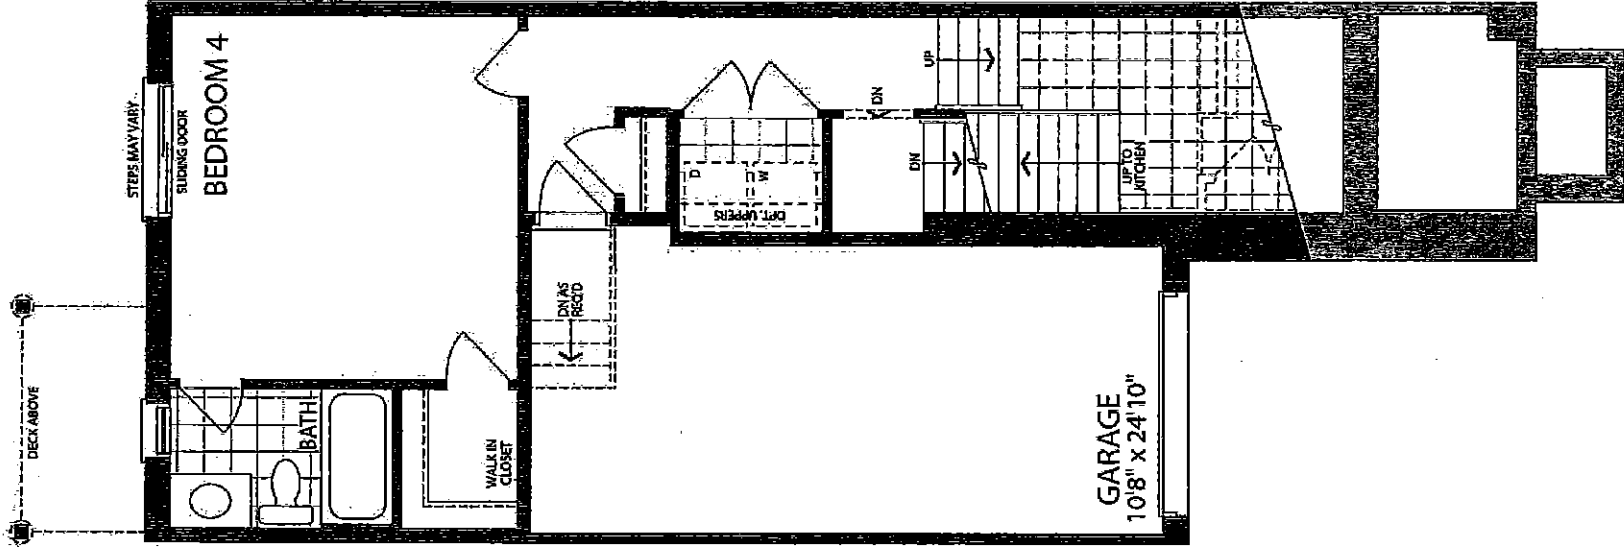 DECK ABOVE
STEPS MAY VARY
SLIDING DOOR
BEDROOM 4
BATH
WALK IN
CLOSET
DN AS
REQ'D
D
W
OPT. UPPERS
DN
UP
DN
UP TO
KITCHEN
GARAGE
10'8" x 24'10"